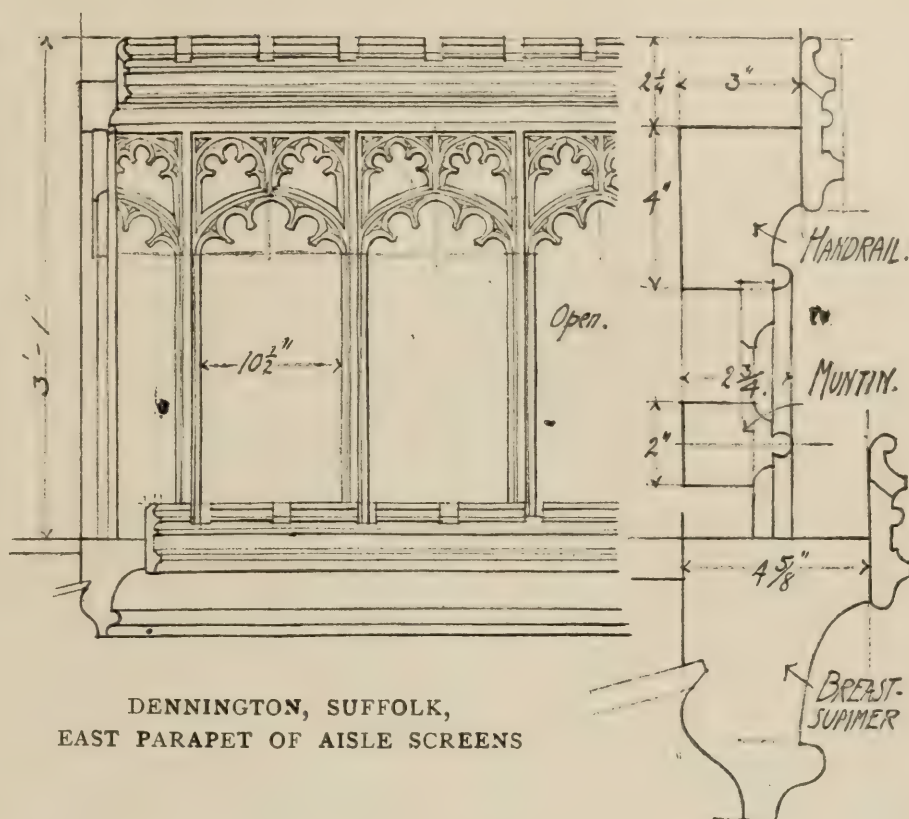 3'-1"
10½"
Open.
2¼
3"
4"
HANDRAIL.
2¾
MUNTIN.
2"
4⅝"
BREAST-
SUMMER
DENNINGTON, SUFFOLK,
EAST PARAPET OF AISLE SCREENS